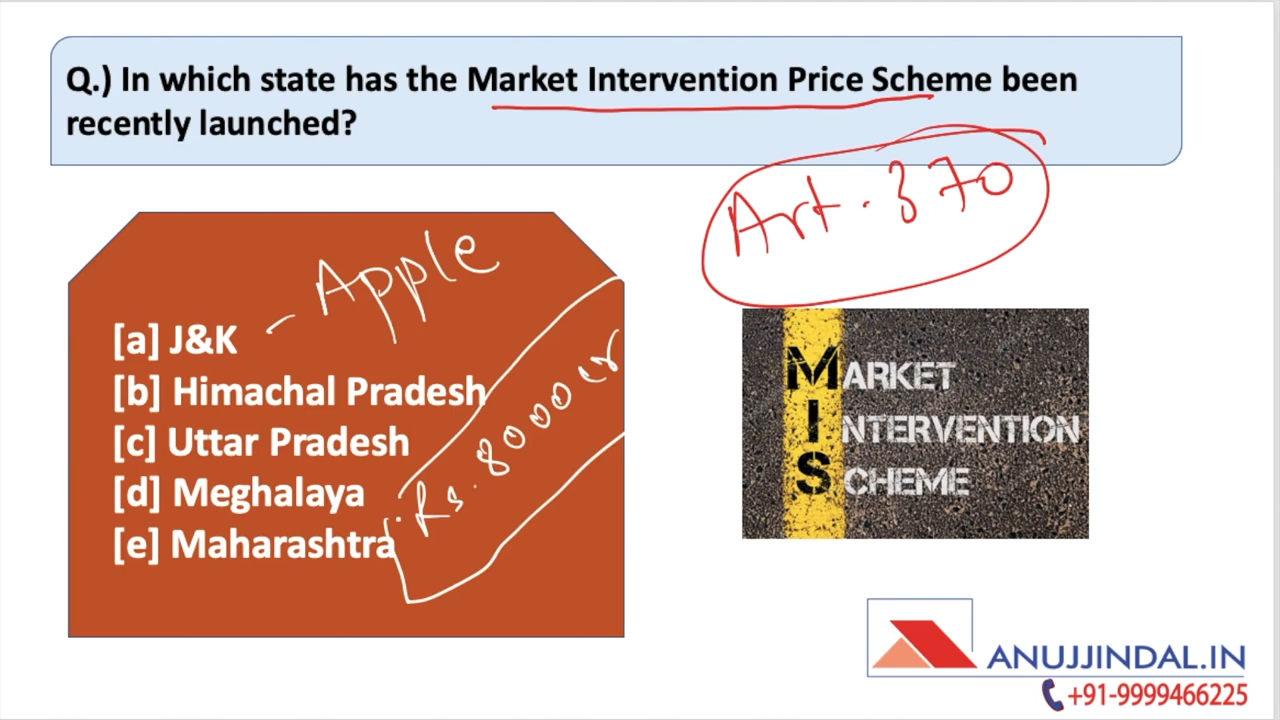 Q.) In which state has the Market Intervention Price Scheme been
recently launched?
Art. 370
Apple
[a] J&K
[b] Himachal Pradesh
[c] Uttar Pradesh
[d] Meghalaya
[e] Maharashtra
Rs. 8000 cr
MARKET
INTERVENTION
SCHEME
ANUJJINDAL.IN
+91-9999466225